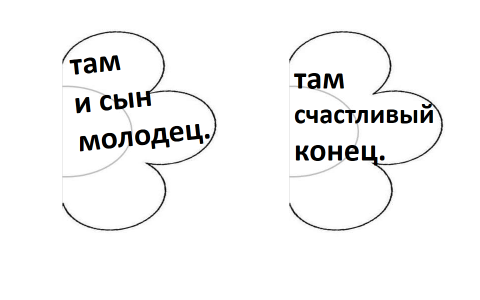 там
и сын
молодец.
там
счастливый
конец.